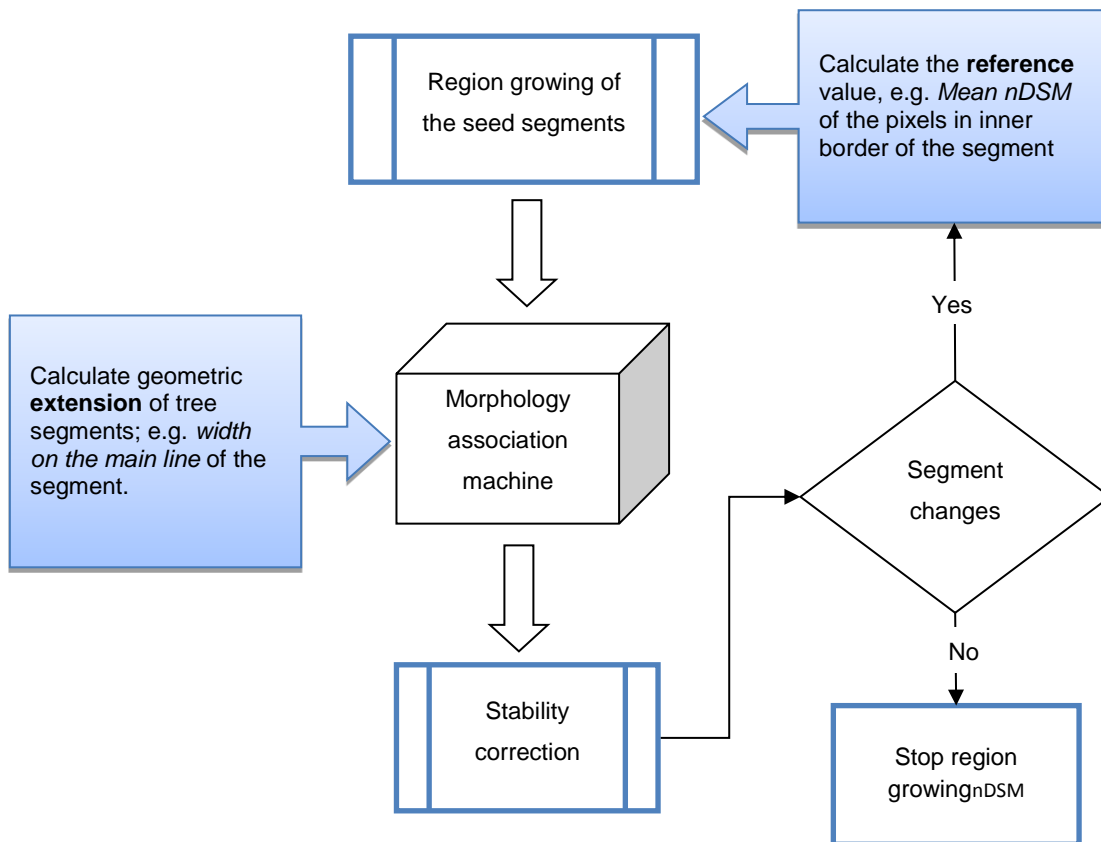 Region growing of
the seed segments
Calculate the reference
value, e.g. Mean nDSM
of the pixels in inner
border of the segment
Yes
Calculate geometric
extension of tree
segments; e.g. width
on the main line of the
segment.
Morphology
association
machine
Segment
changes
No
Stability
correction
Stop region
growingnDSM